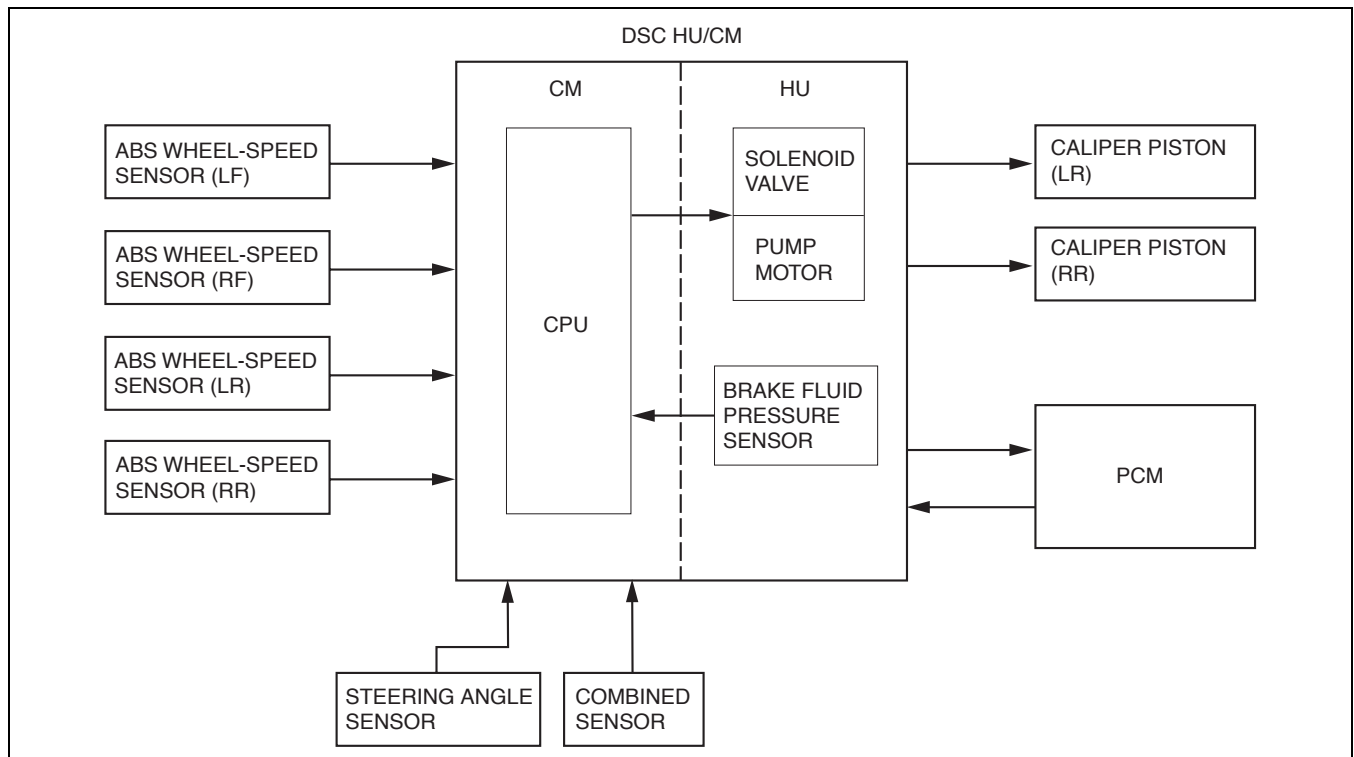 DSC HU/CM
CM
HU
ABS WHEEL-SPEED
SENSOR (LF)
ABS WHEEL-SPEED
SENSOR (RF)
ABS WHEEL-SPEED
SENSOR (LR)
ABS WHEEL-SPEED
SENSOR (RR)
CPU
SOLENOID
VALVE
PUMP
MOTOR
BRAKE FLUID
PRESSURE
SENSOR
CALIPER PISTON
(LR)
CALIPER PISTON
(RR)
PCM
STEERING ANGLE
SENSOR
COMBINED
SENSOR